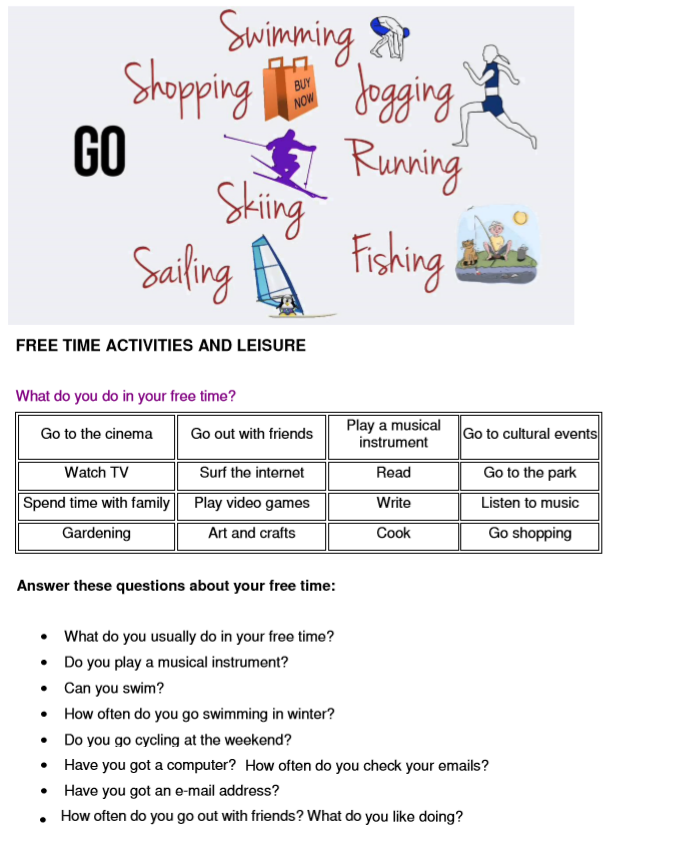 Swimming
Shopping
BUY
NOW
Jogging
GO
Running
Skiing
Sailing
Fishing
FREE TIME ACTIVITIES AND LEISURE
What do you do in your free time?
Go to the cinema
Go out with friends
Play a musical
instrument
Go to cultural events
Watch TV
Surf the internet
Read
Go to the park
Spend time with family
Play video games
Write
Listen to music
Gardening
Art and crafts
Cook
Go shopping
Answer these questions about your free time:
• What do you usually do in your free time?
• Do you play a musical instrument?
• Can you swim?
• How often do you go swimming in winter?
• Do you go cycling at the weekend?
• Have you got a computer? How often do you check your emails?
• Have you got an e-mail address?
• How often do you go out with friends? What do you like doing?